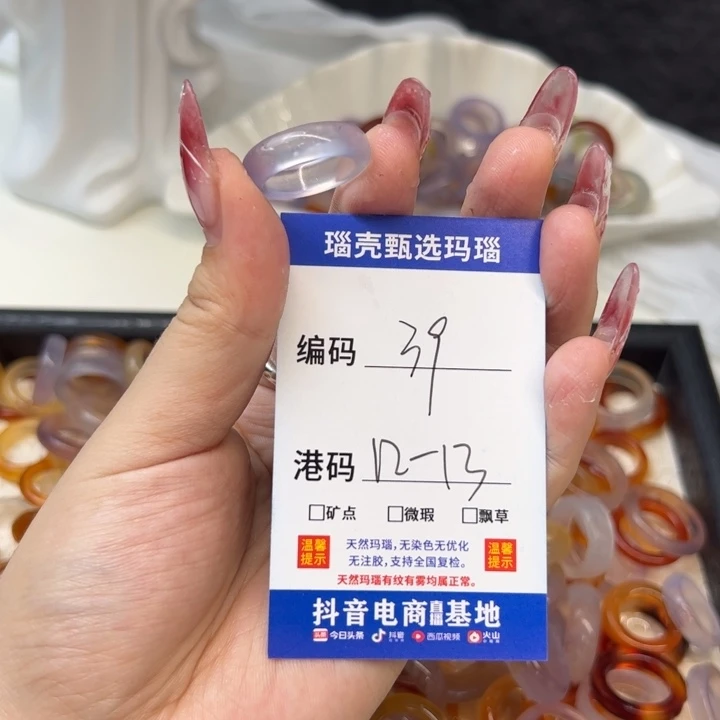 瑙壳甄选玛瑙
编码 39
港码 12-13
□矿点 □微瑕 □飘草
温馨提示
天然玛瑙,无染色无优化
无注胶,支持全国复检。
温馨提示
天然玛瑙有纹有雾均属正常。
抖音电商直播基地
头条 今日头条 抖音 西瓜视频 火山